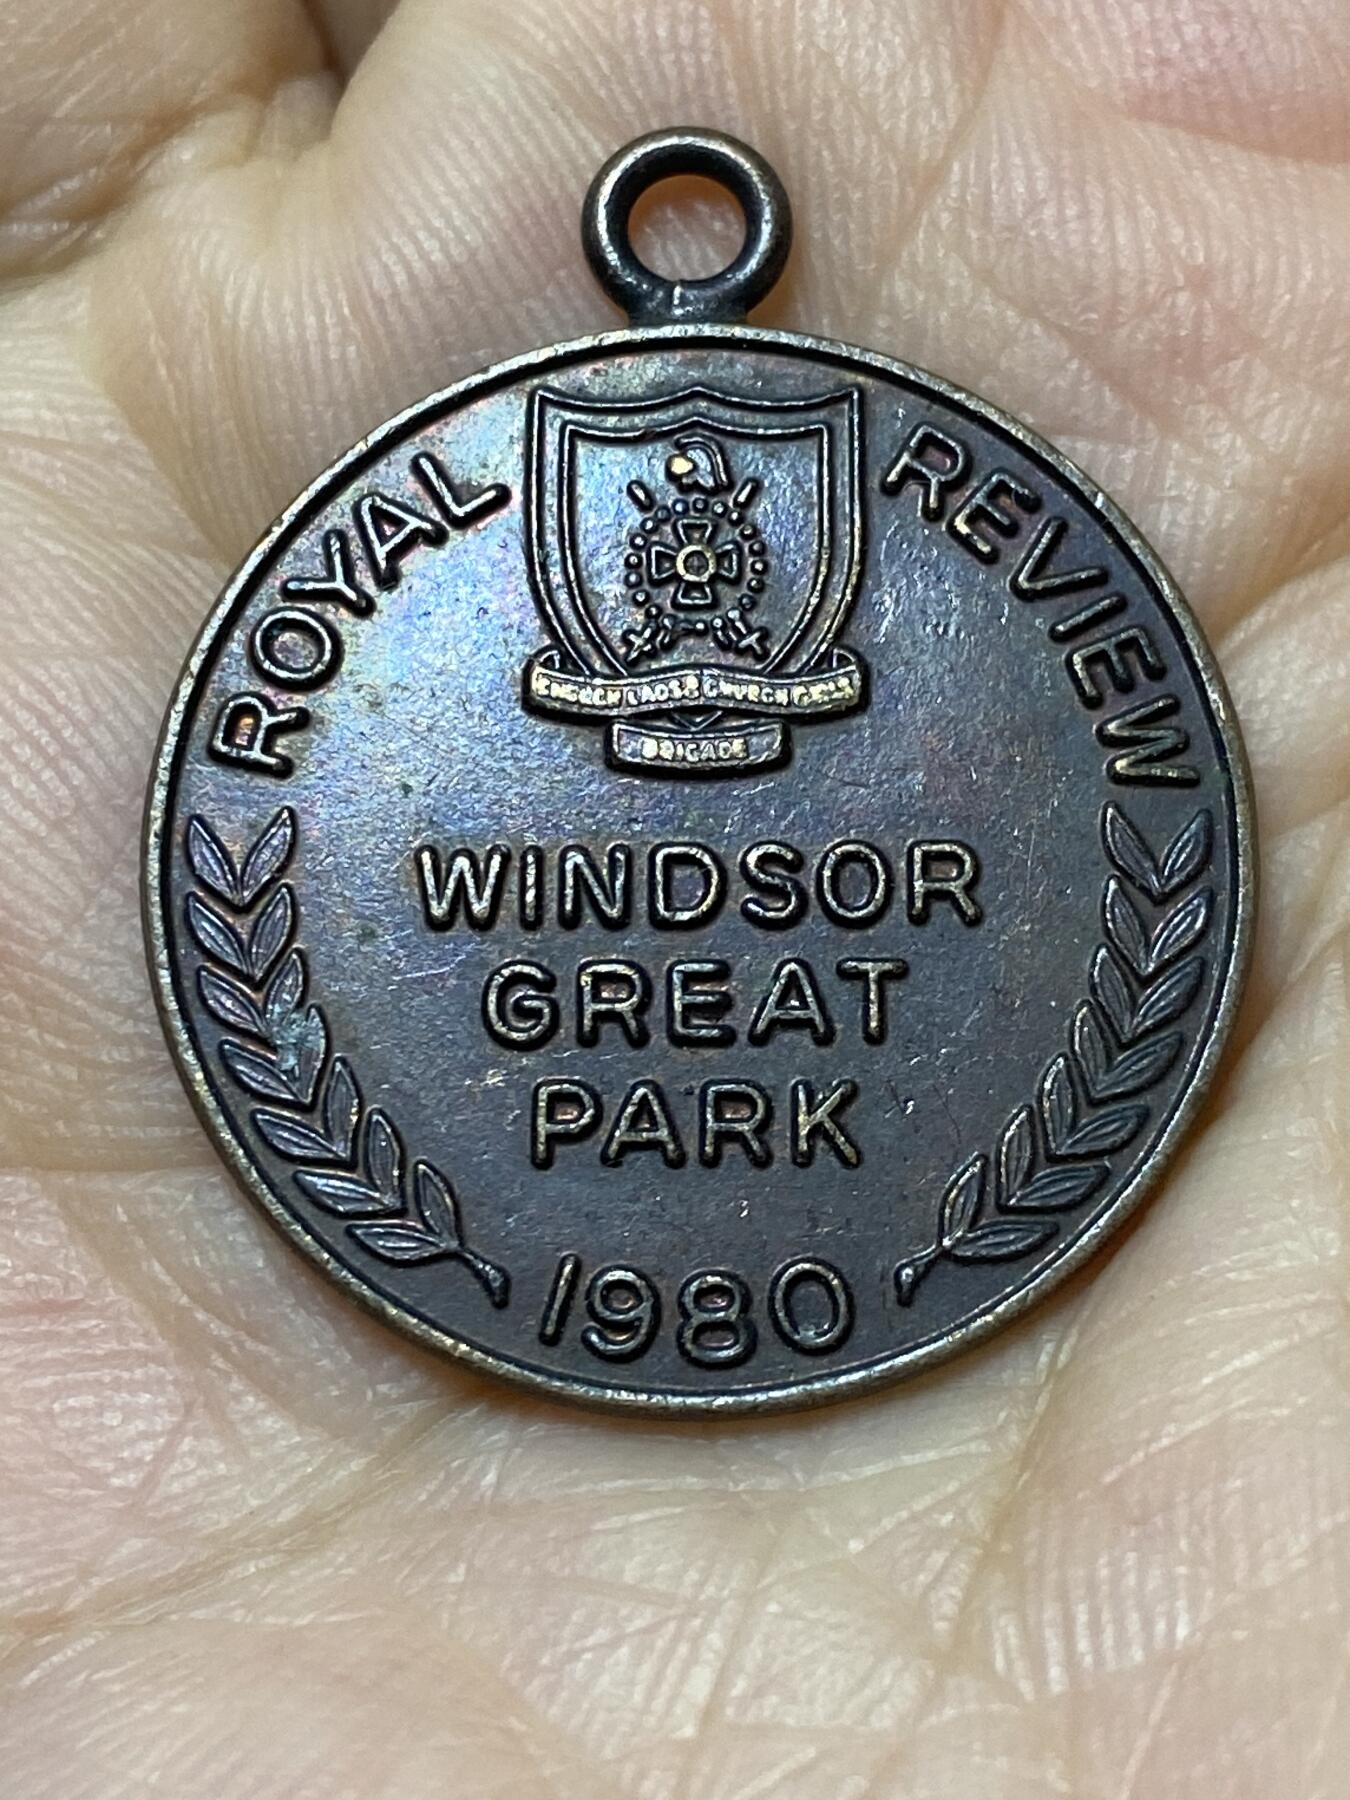 ROYAL REVIEW
CHURCH LADS & CHURCH GIRLS
BRIGADE
WINDSOR
GREAT
PARK
1980